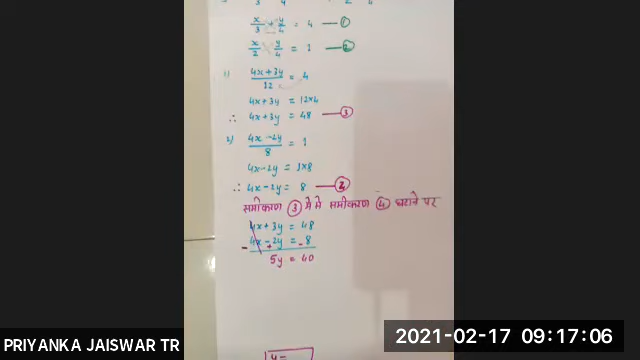 x/3 + y/4 = 4 —①
x/2 - y/4 = 1 —②
1) 4x+3y/12 = 4
4x+3y = 12×4
∴ 4x+3y = 48 —③
2) 4x-2y/8 = 1
4x-2y = 1×8
∴ 4x-2y = 8 —④
समीकरण ③ में से समीकरण ④ घटाने पर
4x+3y = 48
4x-2y = 8
- + -
5y = 40
y =
PRIYANKA JAISWAR TR
2021-02-17 09:17:06